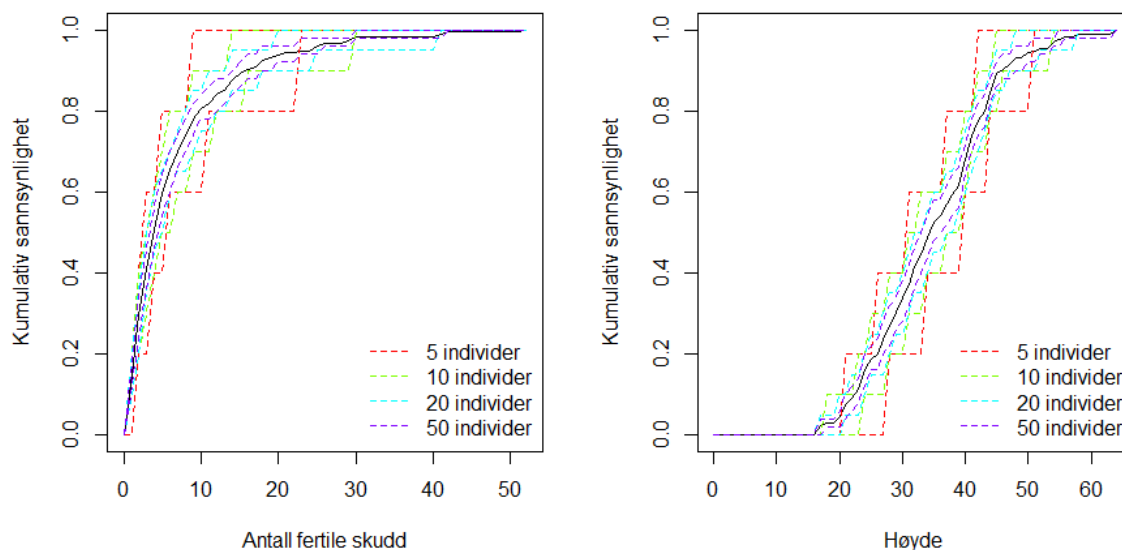 Kumulativ sannsynlighet
1.0
0.8
0.6
0.4
0.2
0.0
5 individer
10 individer
20 individer
50 individer
0 10 20 30 40 50
Antall fertile skudd
Kumulativ sannsynlighet
1.0
0.8
0.6
0.4
0.2
0.0
5 individer
10 individer
20 individer
50 individer
0 10 20 30 40 50 60
Høyde